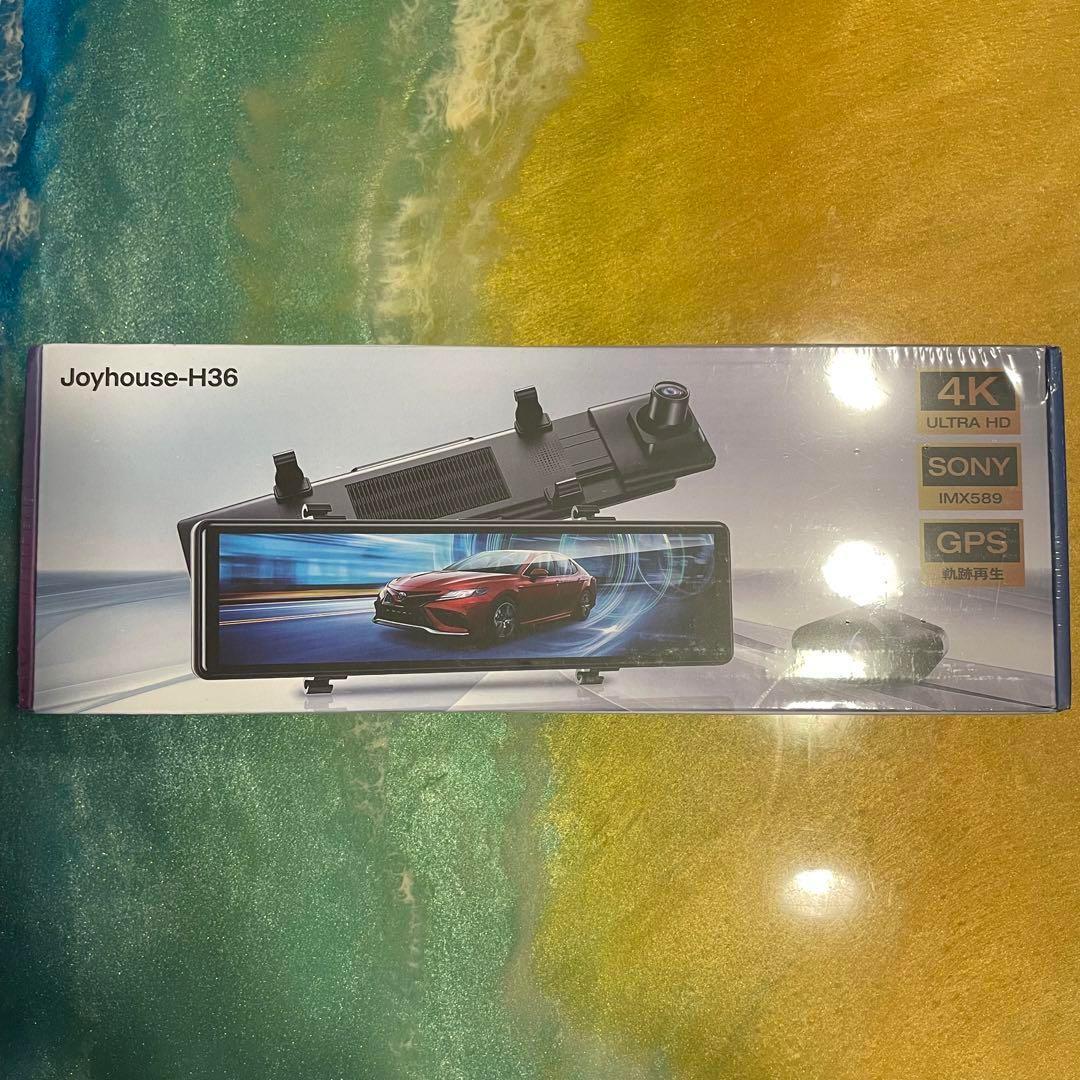 Joyhouse-H36
4K
ULTRA HD
SONY
IMX589
GPS
軌跡再生